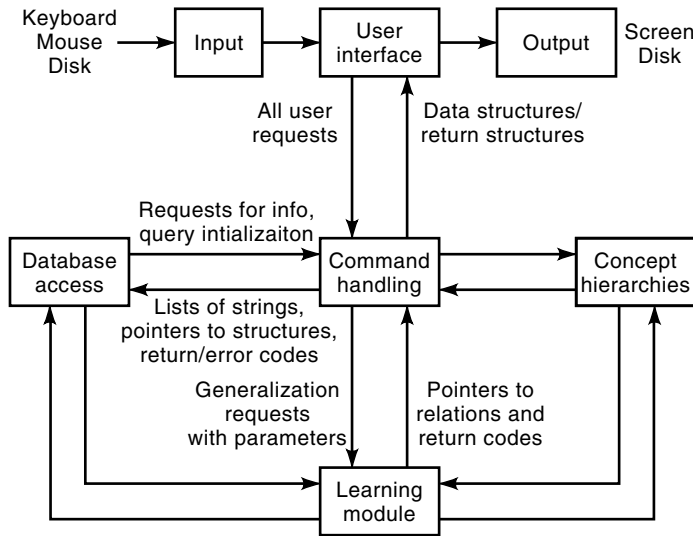 Keyboard
Mouse
Disk
Input
User
interface
Output
Screen
Disk
All user
requests
Data structures/
return structures
Requests for info,
query intializaiton
Database
access
Command
handling
Concept
hierarchies
Lists of strings,
pointers to structures,
return/error codes
Generalization
requests
with parameters
Pointers to
relations and
return codes
Learning
module